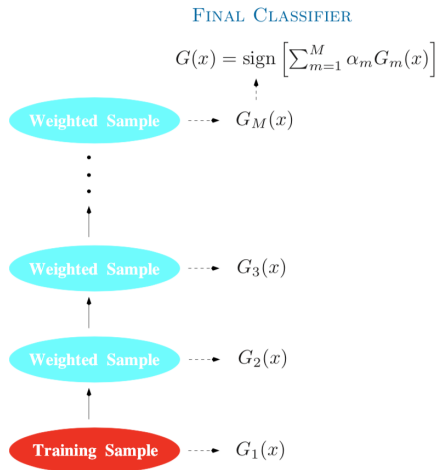 FINAL CLASSIFIER
G(x) = sign [∑_{m=1}^{M} α_m G_m(x)]
Weighted Sample G_M(x)
Weighted Sample G_3(x)
Weighted Sample G_2(x)
Training Sample G_1(x)